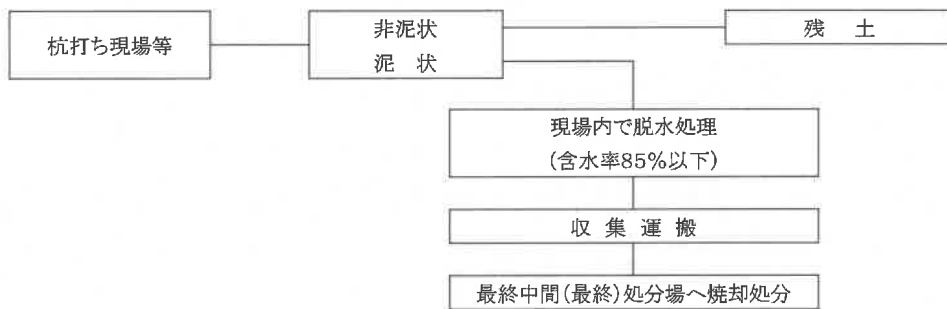 杭打ち現場等
非泥状
泥　状
残　土
現場内で脱水処理
(含水率85%以下)
収 集 運 搬
最終中間(最終)処分場へ焼却処分